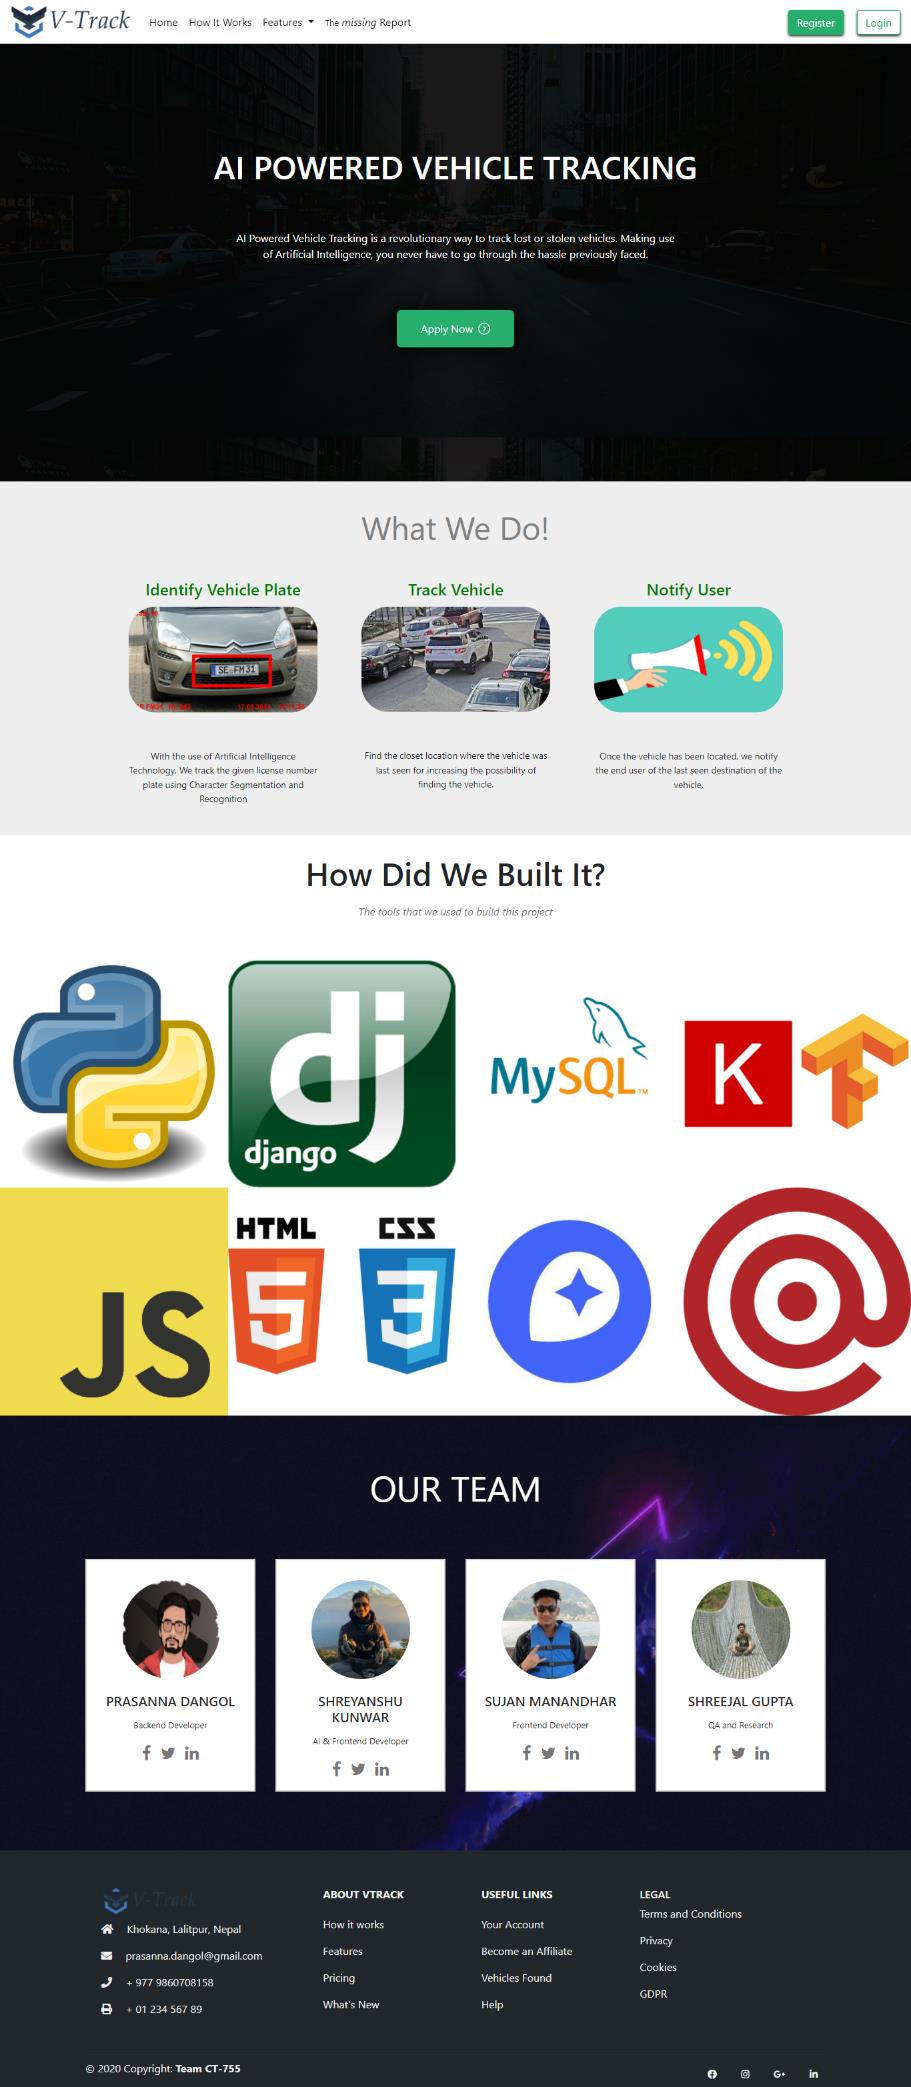 V-Track
Home How It Works Features The missing Report
Register Login
AI POWERED VEHICLE TRACKING
AI Powered Vehicle Tracking is a revolutionary way to track lost or stolen vehicles. Making use
of Artificial Intelligence, you never have to go through the hassle previously faced.
Apply Now
What We Do!
Identify Vehicle Plate
SE FM 31
With the use of Artificial Intelligence
Technology. We track the given license number
plate using Character Segmentation and
Recognition
Track Vehicle
Find the closet location where the vehicle was
last seen for increasing the possibility of
finding the vehicle.
Notify User
Once the vehicle has been located, we notify
the end user of the last seen destination of the
vehicle.
How Did We Built It?
The tools that we used to build this project
dj
django
MySQL™
K
JS
HTML
5
CSS
3
OUR TEAM
PRASANNA DANGOL
Backend Developer
SHREYANSHU
KUNWAR
AI & Frontend Developer
SUJAN MANANDHAR
Frontend Developer
SHREEJAL GUPTA
QA and Research
V-Track
Khokana, Lalitpur, Nepal
prasanna.dangol@gmail.com
+ 977 9860708158
+ 01 234 567 89
ABOUT VTRACK
How it works
Features
Pricing
What's New
USEFUL LINKS
Your Account
Become an Affiliate
Vehicles Found
Help
LEGAL
Terms and Conditions
Privacy
Cookies
GDPR
© 2020 Copyright: Team CT-755